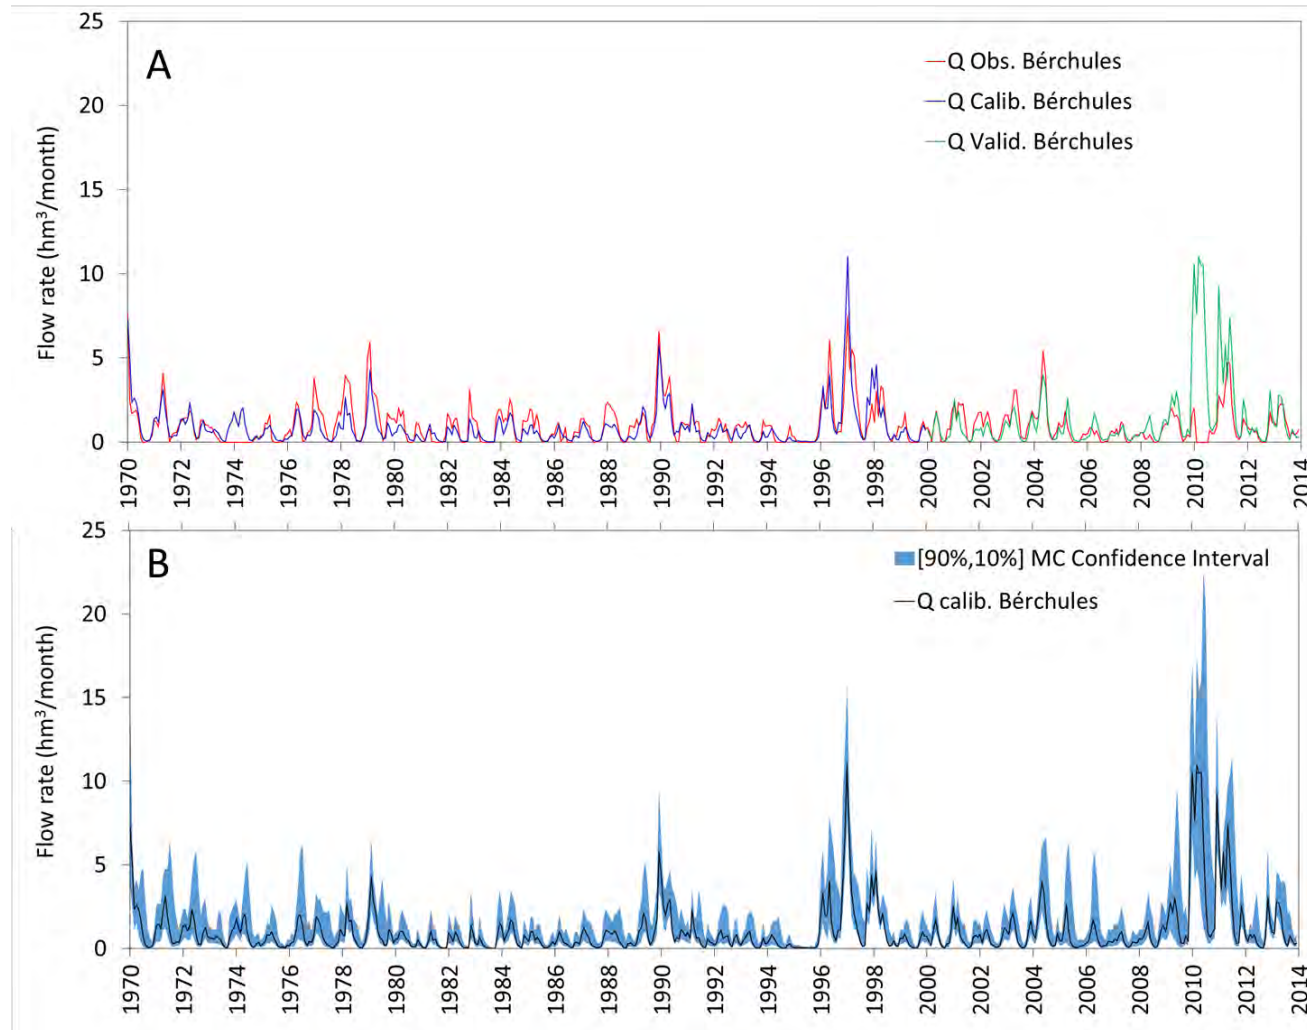 25
A
Q Obs. Bérchules
20
Q Calib. Bérchules
Q Valid. Bérchules
15
10
5
0
Flow rate (hm³/month)
1970 1972 1974 1976 1978 1980 1982 1984 1986 1988 1990 1992 1994 1996 1998 2000 2002 2004 2006 2008 2010 2012 2014
25
B
[90%,10%] MC Confidence Interval
Q calib. Bérchules
20
15
10
5
0
Flow rate (hm³/month)
1970 1972 1974 1976 1978 1980 1982 1984 1986 1988 1990 1992 1994 1996 1998 2000 2002 2004 2006 2008 2010 2012 2014